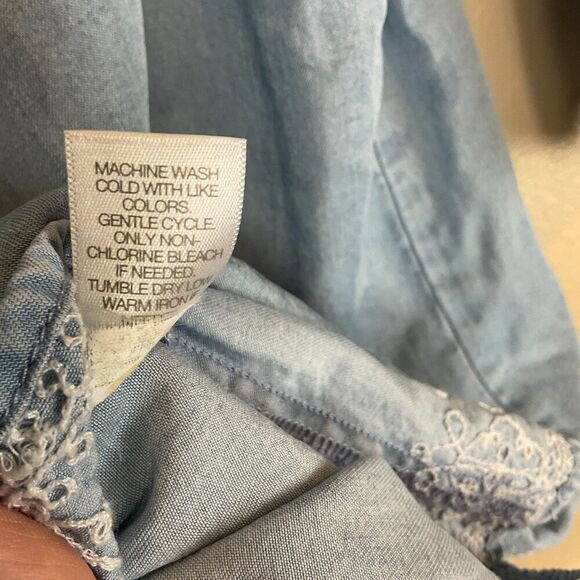 MACHINE WASH
COLD WITH LIKE
COLORS.
GENTLE CYCLE.
ONLY NON-
CHLORINE BLEACH
IF NEEDED.
TUMBLE DRY LOW.
WARM IRON